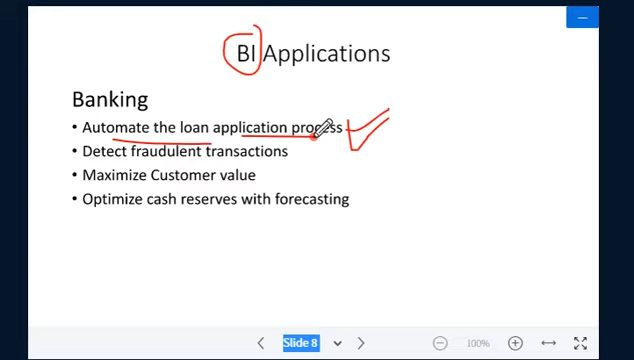 BI Applications
Banking
• Automate the loan application process
• Detect fraudulent transactions
• Maximize Customer value
• Optimize cash reserves with forecasting
Slide 8
100%